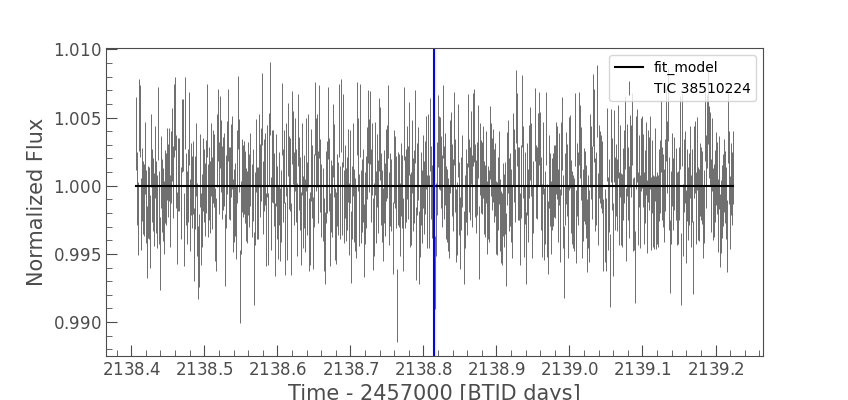 1.010
1.005
1.000
0.995
0.990
Normalized Flux
fit_model
TIC 38510224
2138.4 2138.5 2138.6 2138.7 2138.8 2138.9 2139.0 2139.1 2139.2
Time - 2457000 [BTJD days]